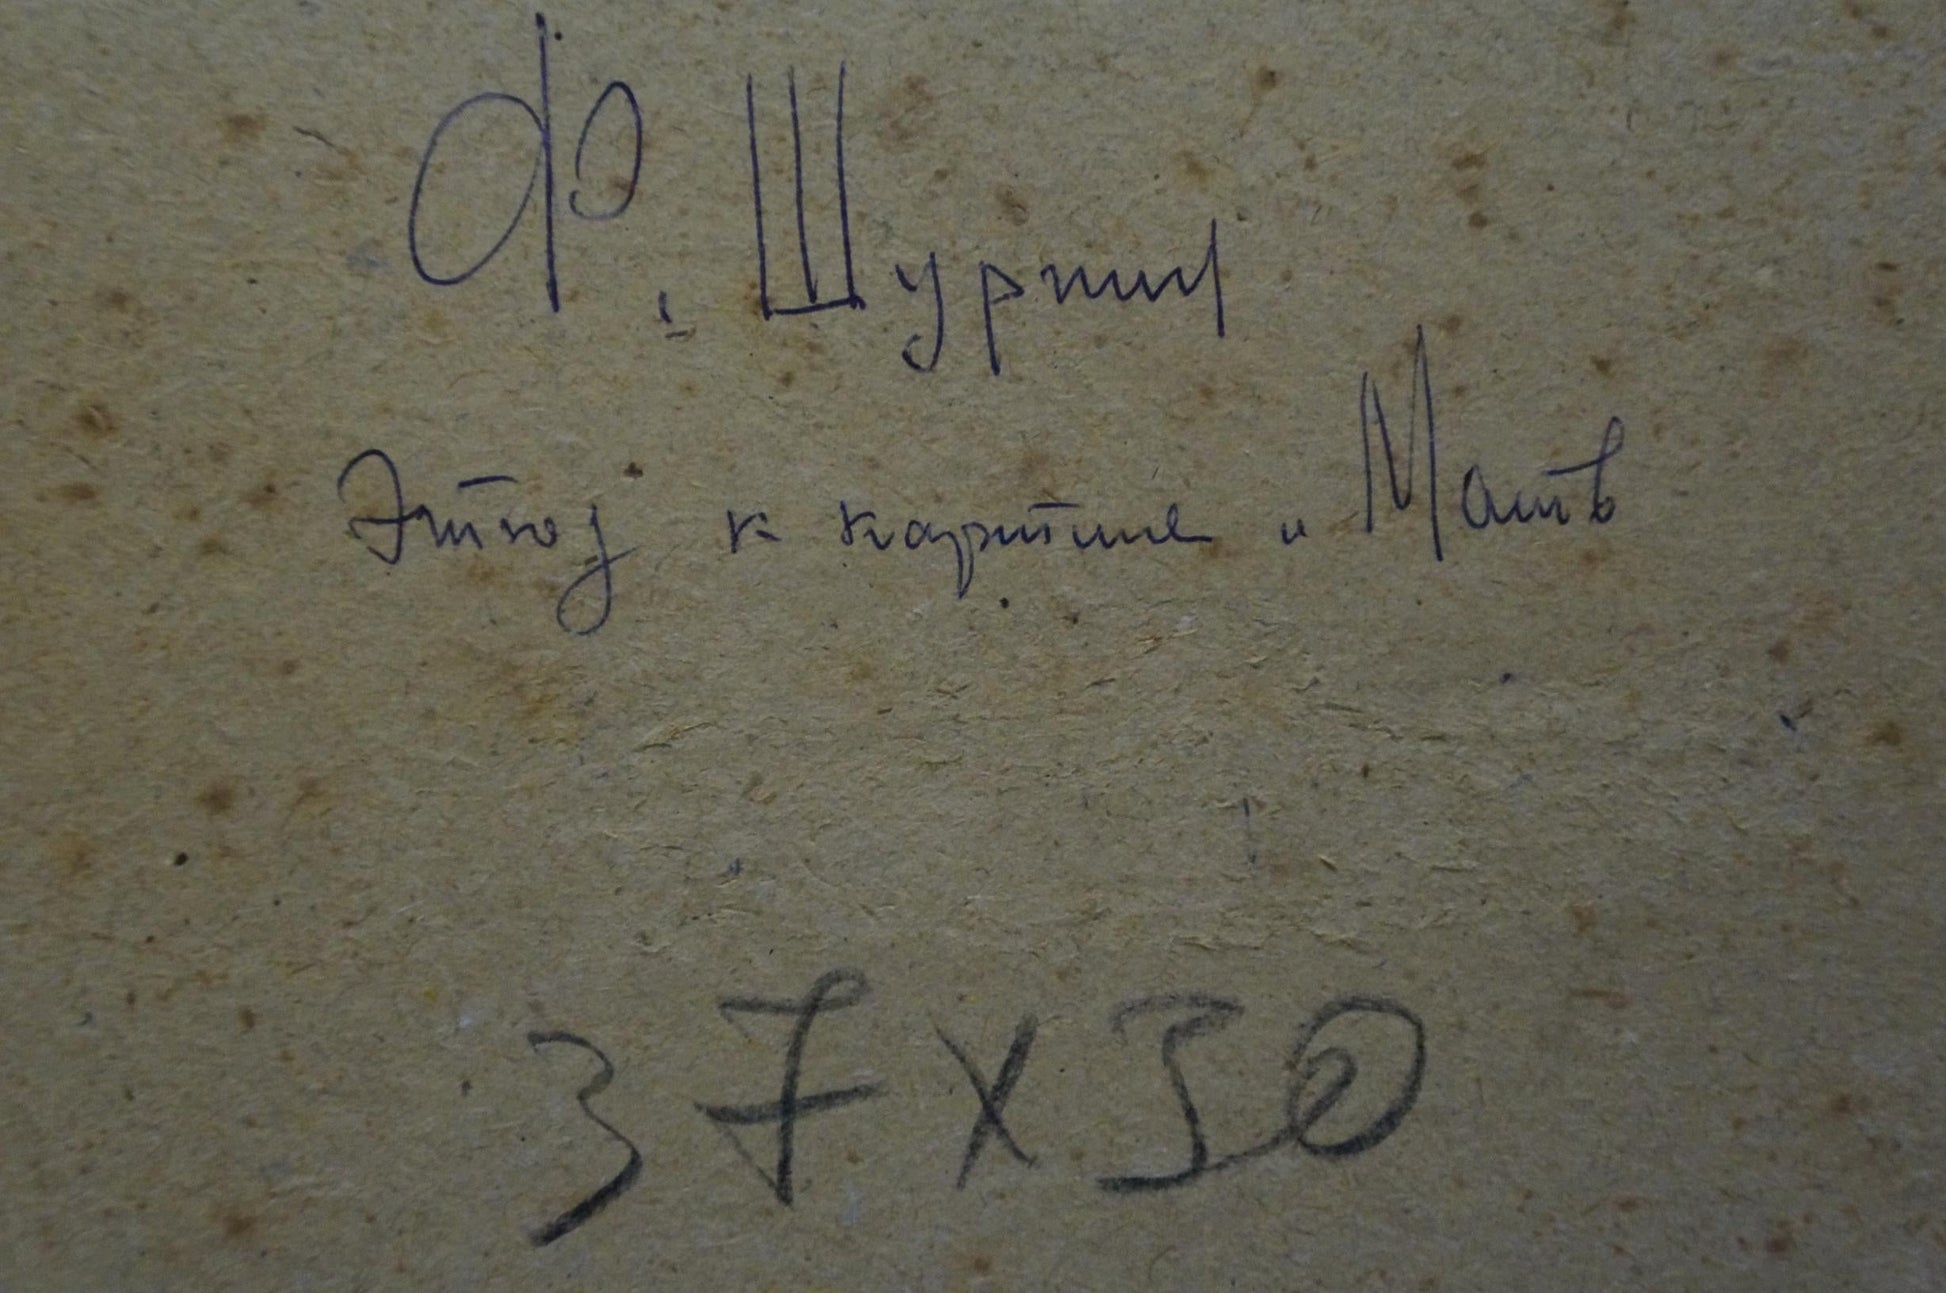 Ф. Шурпин
Этюд к картине "Мать
37 x 50